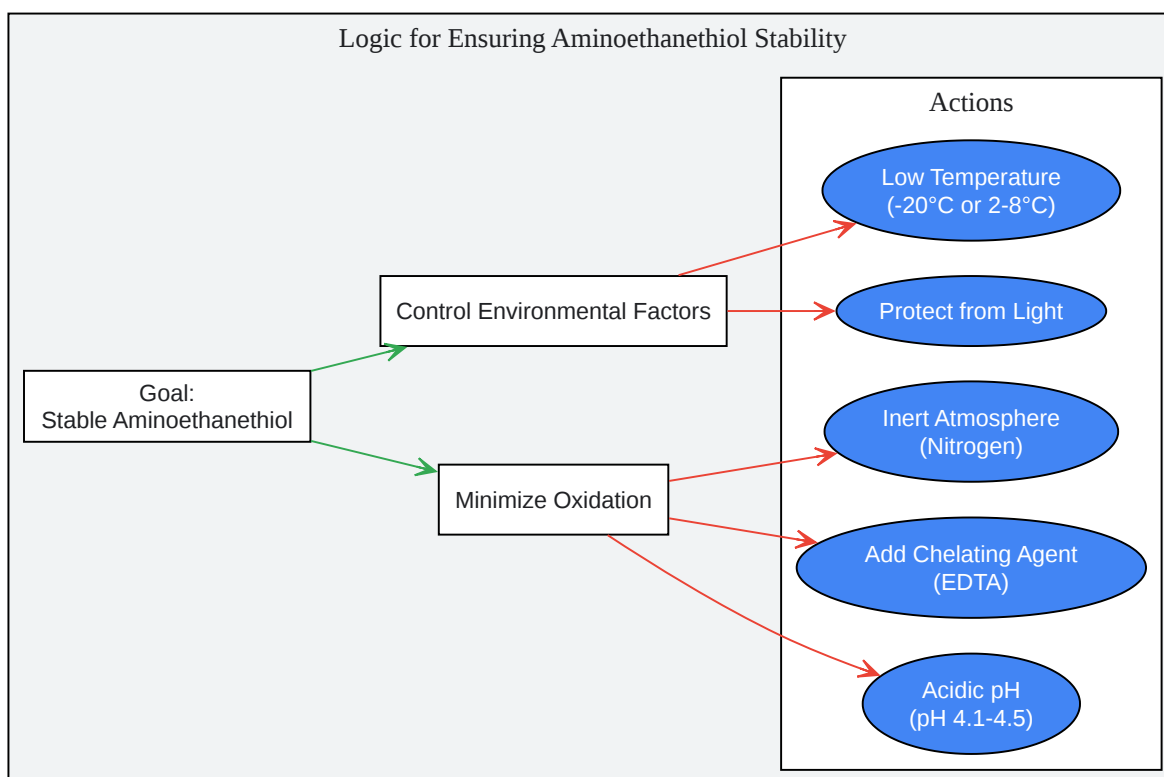 Logic for Ensuring Aminoethanethiol Stability
Actions
Low Temperature
(-20°C or 2-8°C)
Control Environmental Factors
Protect from Light
Goal:
Stable Aminoethanethiol
Inert Atmosphere
(Nitrogen)
Minimize Oxidation
Add Chelating Agent
(EDTA)
Acidic pH
(pH 4.1-4.5)